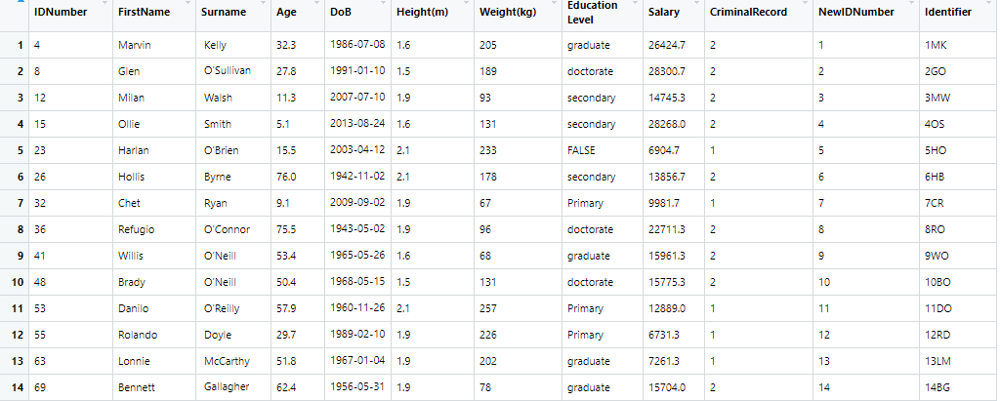 IDNumber FirstName Surname Age DoB Height(m) Weight(kg) Education Level Salary CriminalRecord NewIDNumber Identifier
1 4 Marvin Kelly 32.3 1986-07-08 1.6 205 graduate 26424.7 2 1 1MK
2 8 Glen O'Sullivan 27.8 1991-01-10 1.5 189 doctorate 28300.7 2 2 2GO
3 12 Milan Walsh 11.3 2007-07-10 1.9 93 secondary 14745.3 2 3 3MW
4 15 Ollie Smith 5.1 2013-08-24 1.6 131 secondary 28268.0 2 4 4OS
5 23 Harlan O'Brien 15.5 2003-04-12 2.1 233 FALSE 6904.7 1 5 5HO
6 26 Hollis Byrne 76.0 1942-11-02 2.1 178 secondary 13856.7 2 6 6HB
7 32 Chet Ryan 9.1 2009-09-02 1.9 67 Primary 9981.7 1 7 7CR
8 36 Refugio O'Connor 75.5 1943-05-02 1.9 96 doctorate 22711.3 2 8 8RO
9 41 Willis O'Neill 53.4 1965-05-26 1.6 68 graduate 15961.3 2 9 9WO
10 48 Brady O'Neill 50.4 1968-05-15 1.5 131 doctorate 15775.3 2 10 10BO
11 53 Danilo O'Reilly 57.9 1960-11-26 2.1 257 Primary 12889.0 1 11 11DO
12 55 Rolando Doyle 29.7 1989-02-10 1.9 226 Primary 6731.3 1 12 12RD
13 63 Lonnie McCarthy 51.8 1967-01-04 1.9 202 graduate 7261.3 1 13 13LM
14 69 Bennett Gallagher 62.4 1956-05-31 1.9 78 graduate 15704.0 2 14 14BG